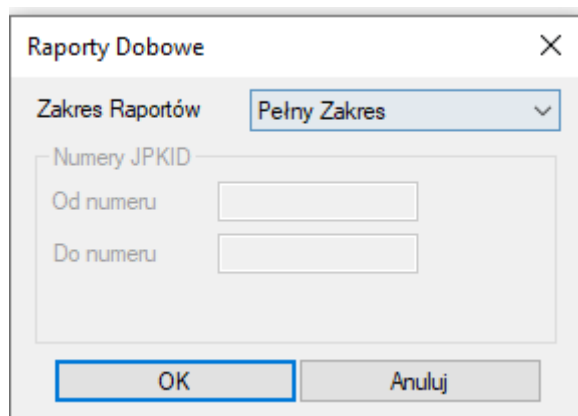 Raporty Dobowe
Zakres Raportów Pełny Zakres
Numery JPKID
Od numeru
Do numeru
OK Anuluj